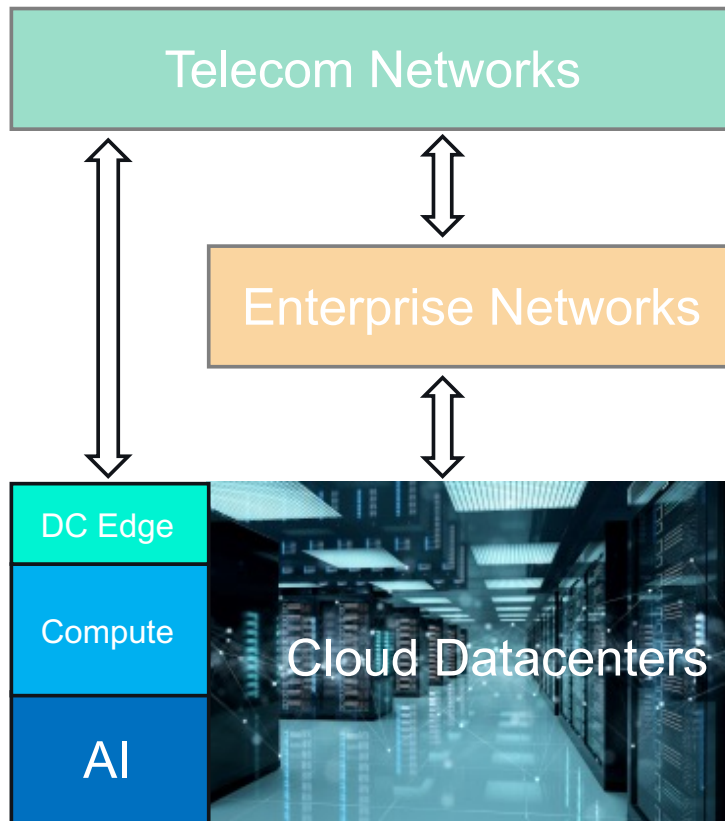 Telecom Networks
Enterprise Networks
DC Edge
Compute
Cloud Datacenters
AI